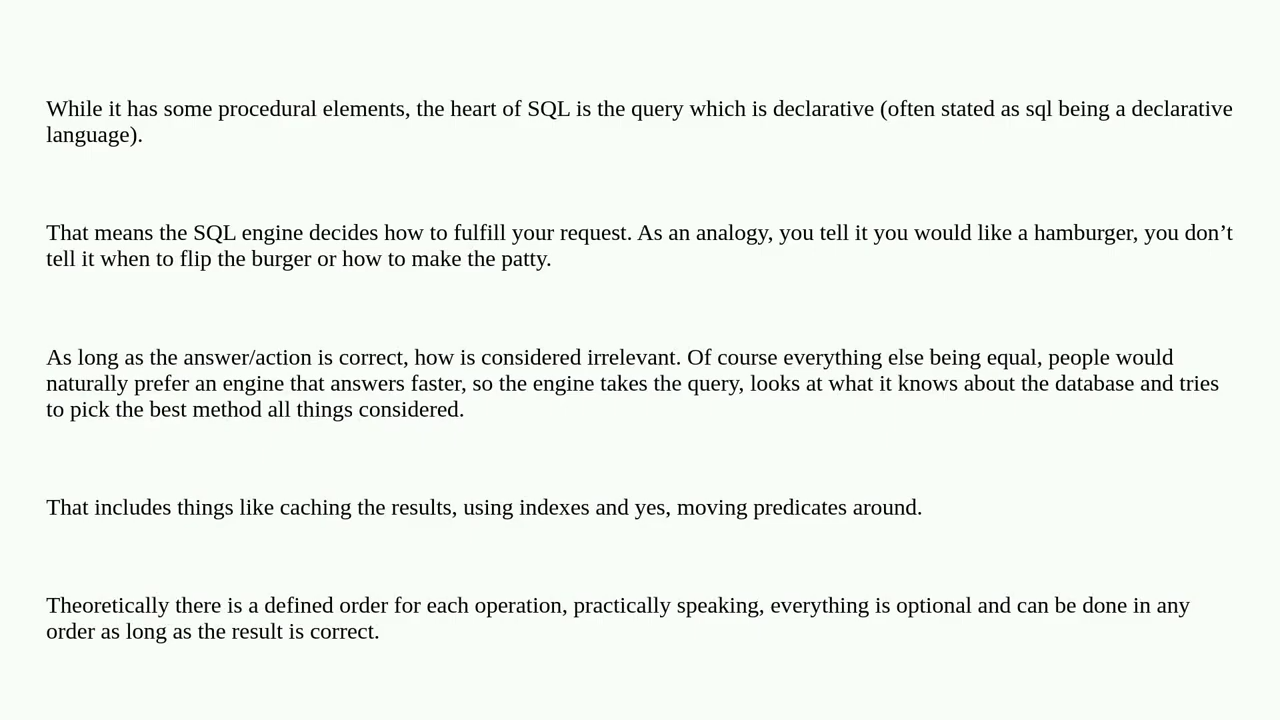 While it has some procedural elements, the heart of SQL is the query which is declarative (often stated as sql being a declarative
language).
That means the SQL engine decides how to fulfill your request. As an analogy, you tell it you would like a hamburger, you don’t
tell it when to flip the burger or how to make the patty.
As long as the answer/action is correct, how is considered irrelevant. Of course everything else being equal, people would
naturally prefer an engine that answers faster, so the engine takes the query, looks at what it knows about the database and tries
to pick the best method all things considered.
That includes things like caching the results, using indexes and yes, moving predicates around.
Theoretically there is a defined order for each operation, practically speaking, everything is optional and can be done in any
order as long as the result is correct.